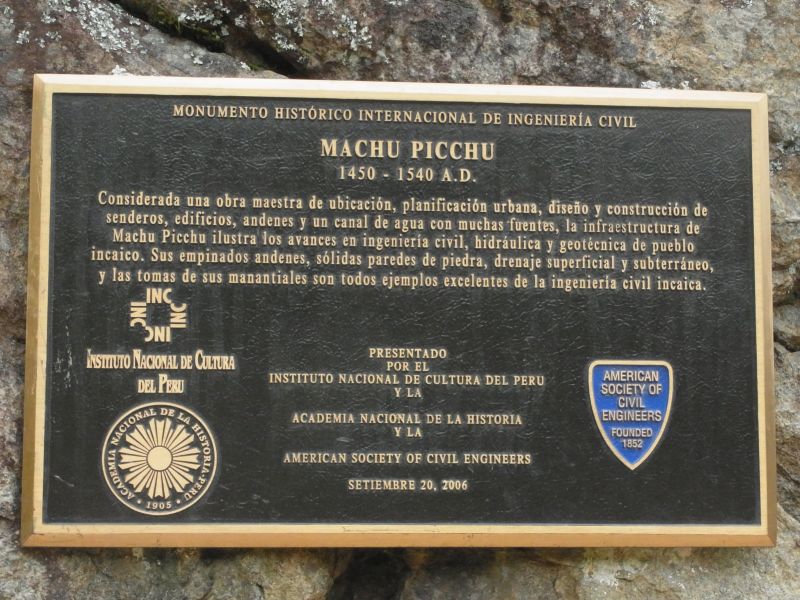 MONUMENTO HISTÓRICO INTERNACIONAL DE INGENIERÍA CIVIL
MACHU PICCHU
1450 - 1540 A.D.
Considerada una obra maestra de ubicación, planificación urbana, diseño y construcción de
senderos, edificios, andenes y un canal de agua con muchas fuentes, la infraestructura de
Machu Picchu ilustra los avances en ingeniería civil, hidráulica y geotécnica de pueblo
incaico. Sus empinados andenes, sólidas paredes de piedra, drenaje superficial y subterráneo,
y las tomas de sus manantiales son todos ejemplos excelentes de la ingeniería civil incaica.
INC
INC
INC
INC
INSTITUTO NACIONAL DE CULTURA
DEL PERU
ACADEMIA NACIONAL DE LA HISTORIA-PERU
· 1905 ·
PRESENTADO
POR EL
INSTITUTO NACIONAL DE CULTURA DEL PERU
Y LA
ACADEMIA NACIONAL DE LA HISTORIA
Y LA
AMERICAN SOCIETY OF CIVIL ENGINEERS
SETIEMBRE 20, 2006
AMERICAN
SOCIETY OF
CIVIL
ENGINEERS
FOUNDED
1852